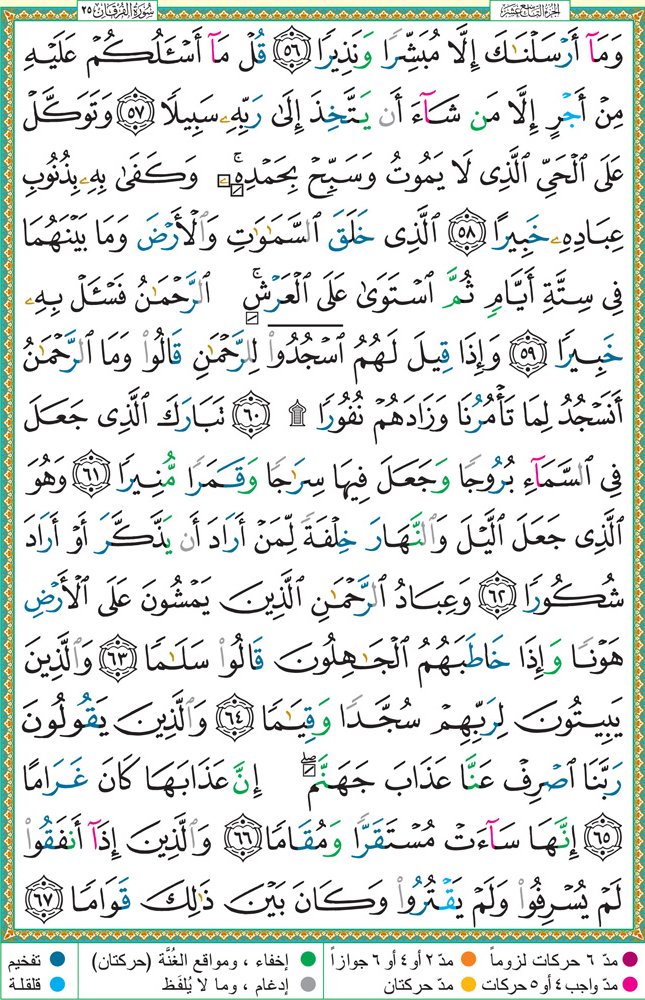 الجزء التاسع عشر
سورة الفرقان ٢٥
وَمَآ أَرْسَلْنَٰكَ إِلَّا مُبَشِّرًا وَنَذِيرًا ٥٦ قُلْ مَآ أَسْـَٔلُكُمْ عَلَيْهِ
مِنْ أَجْرٍ إِلَّا مَن شَآءَ أَن يَتَّخِذَ إِلَىٰ رَبِّهِۦ سَبِيلًا ٥٧ وَتَوَكَّلْ
عَلَى ٱلْحَىِّ ٱلَّذِى لَا يَمُوتُ وَسَبِّحْ بِحَمْدِهِۦ ۚ وَكَفَىٰ بِهِۦ بِذُنُوبِ
عِبَادِهِۦ خَبِيرًا ٥٨ ٱلَّذِى خَلَقَ ٱلسَّمَٰوَٰتِ وَٱلْأَرْضَ وَمَا بَيْنَهُمَا
فِى سِتَّةِ أَيَّامٍ ثُمَّ ٱسْتَوَىٰ عَلَى ٱلْعَرْشِ ۚ ٱلرَّحْمَٰنُ فَسْـَٔلْ بِهِۦ
خَبِيرًا ٥٩ وَإِذَا قِيلَ لَهُمُ ٱسْجُدُوا۟ لِلرَّحْمَٰنِ قَالُوا۟ وَمَا ٱلرَّحْمَٰنُ
أَنَسْجُدُ لِمَا تَأْمُرُنَا وَزَادَهُمْ نُفُورًا ۩ ٦٠ تَبَارَكَ ٱلَّذِى جَعَلَ
فِى ٱلسَّمَآءِ بُرُوجًا وَجَعَلَ فِيهَا سِرَٰجًا وَقَمَرًا مُّنِيرًا ٦١ وَهُوَ
ٱلَّذِى جَعَلَ ٱلَّيْلَ وَٱلنَّهَارَ خِلْفَةً لِّمَنْ أَرَادَ أَن يَذَّكَّرَ أَوْ أَرَادَ
شُكُورًا ٦٢ وَعِبَادُ ٱلرَّحْمَٰنِ ٱلَّذِينَ يَمْشُونَ عَلَى ٱلْأَرْضِ
هَوْنًا وَإِذَا خَاطَبَهُمُ ٱلْجَٰهِلُونَ قَالُوا۟ سَلَٰمًا ٦٣ وَٱلَّذِينَ
يَبِيتُونَ لِرَبِّهِمْ سُجَّدًا وَقِيَٰمًا ٦٤ وَٱلَّذِينَ يَقُولُونَ
رَبَّنَا ٱصْرِفْ عَنَّا عَذَابَ جَهَنَّمَ ۖ إِنَّ عَذَابَهَا كَانَ غَرَامًا
٦٥ إِنَّهَا سَآءَتْ مُسْتَقَرًّا وَمُقَامًا ٦٦ وَٱلَّذِينَ إِذَآ أَنفَقُوا۟
لَمْ يُسْرِفُوا۟ وَلَمْ يَقْتُرُوا۟ وَكَانَ بَيْنَ ذَٰلِكَ قَوَامًا ٦٧
مدّ ٦ حركات لزوماً مدّ ٢ أو ٤ أو ٦ جوازاً إخفاء ، ومواقع الغُنَّة (حركتان) تفخيم
مدّ واجب ٤ أو ٥ حركات مدّ حركتان إدغام ، وما لا يُلفَظ قلقلة